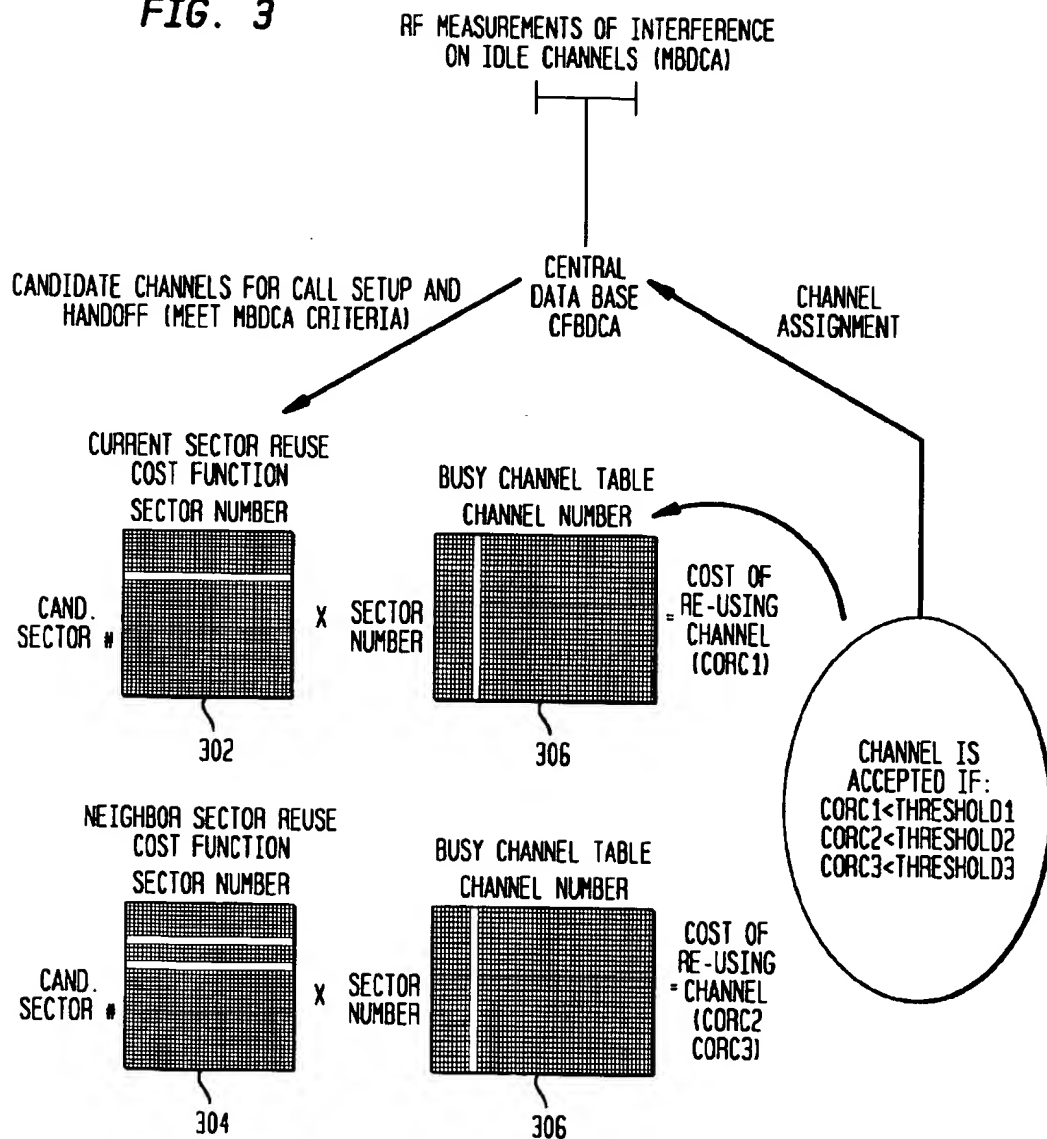 FIG. 3
RF MEASUREMENTS OF INTERFERENCE
ON IDLE CHANNELS (MBDCA)
CANDIDATE CHANNELS FOR CALL SETUP AND
HANDOFF (MEET MBDCA CRITERIA)
CENTRAL
DATA BASE
CFBDCA
CHANNEL
ASSIGNMENT
CURRENT SECTOR REUSE
COST FUNCTION
SECTOR NUMBER
CAND.
SECTOR #
302
X
BUSY CHANNEL TABLE
CHANNEL NUMBER
SECTOR
NUMBER
306
= COST OF
RE-USING
CHANNEL
(CORC1)
CHANNEL IS
ACCEPTED IF:
CORC1<THRESHOLD1
CORC2<THRESHOLD2
CORC3<THRESHOLD3
NEIGHBOR SECTOR REUSE
COST FUNCTION
SECTOR NUMBER
CAND.
SECTOR #
304
X
BUSY CHANNEL TABLE
CHANNEL NUMBER
SECTOR
NUMBER
306
COST OF
RE-USING
= CHANNEL
(CORC2
CORC3)